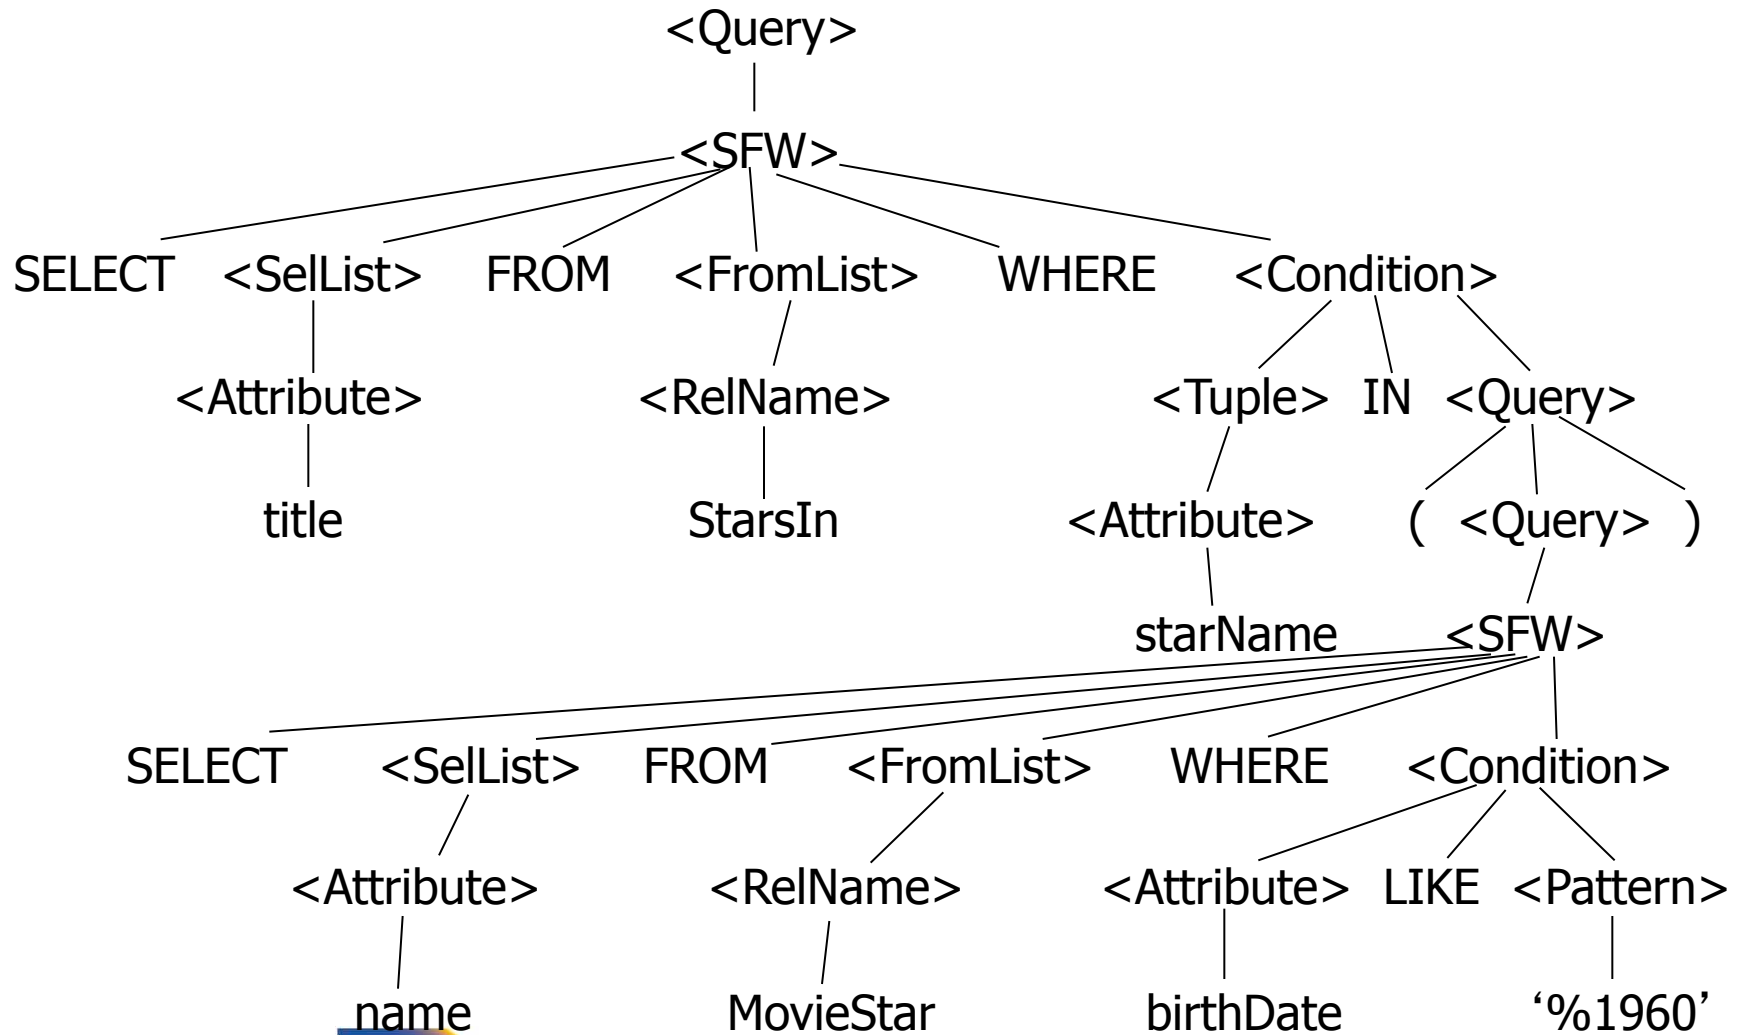 <Query>
<SFW>
SELECT <SelList> FROM <FromList> WHERE <Condition>
<Attribute> <RelName> <Tuple> IN <Query>
title StarsIn <Attribute> ( <Query> )
starName <SFW>
SELECT <SelList> FROM <FromList> WHERE <Condition>
<Attribute> <RelName> <Attribute> LIKE <Pattern>
name MovieStar birthDate ‘%1960’